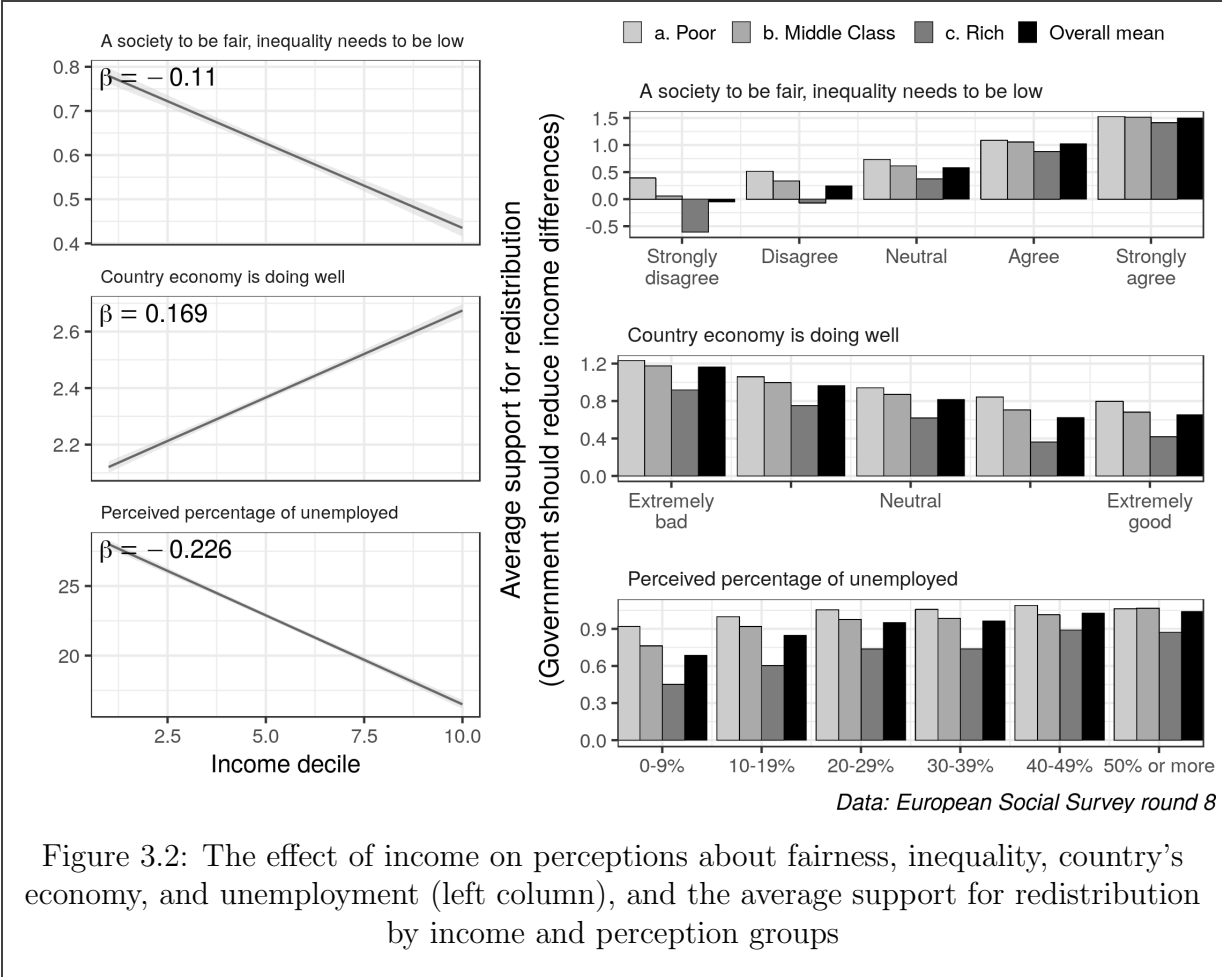 A society to be fair, inequality needs to be low
β = − 0.11
0.8
0.7
0.6
0.5
0.4
Country economy is doing well
β = 0.169
2.6
2.4
2.2
Perceived percentage of unemployed
β = − 0.226
25
20
2.5 5.0 7.5 10.0
Income decile
Average support for redistribution
(Government should reduce income differences)
a. Poor b. Middle Class c. Rich Overall mean
A society to be fair, inequality needs to be low
1.5
1.0
0.5
0.0
-0.5
Strongly disagree Disagree Neutral Agree Strongly agree
Country economy is doing well
1.2
0.8
0.4
0.0
Extremely bad Neutral Extremely good
Perceived percentage of unemployed
0.9
0.6
0.3
0.0
0-9% 10-19% 20-29% 30-39% 40-49% 50% or more
Data: European Social Survey round 8
Figure 3.2: The effect of income on perceptions about fairness, inequality, country's
economy, and unemployment (left column), and the average support for redistribution
by income and perception groups